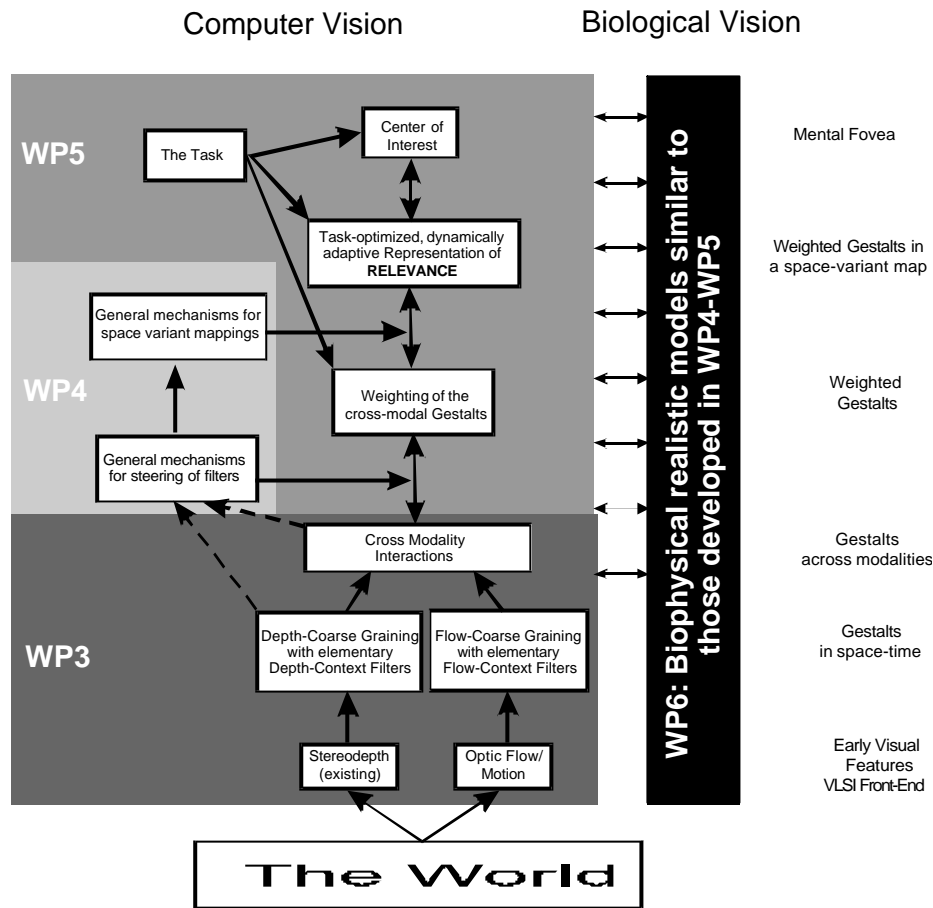 Computer Vision
Biological Vision
WP5
The Task
Center of
Interest
Task-optimized, dynamically
adaptive Representation of
RELEVANCE
General mechanisms for
space variant mappings
WP4
Weighting of the
cross-modal Gestalts
General mechanisms
for steering of filters
Cross Modality
Interactions
WP3
Depth-Coarse Graining
with elementary
Depth-Context Filters
Flow-Coarse Graining
with elementary
Flow-Context Filters
Stereodepth
(existing)
Optic Flow/
Motion
The World
WP6: Biophysical realistic models similar to
those developed in WP4-WP5
Mental Fovea
Weighted Gestalts in
a space-variant map
Weighted
Gestalts
Gestalts
across modalities
Gestalts
in space-time
Early Visual
Features
VLSI Front-End